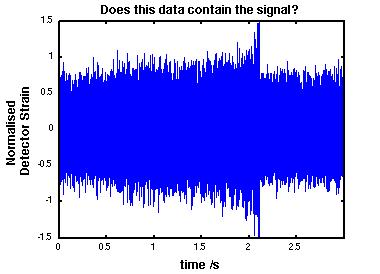 Does this data contain the signal?
Normalised
Detector Strain
1.5
1
0.5
0
-0.5
-1
-1.5
0 0.5 1 1.5 2 2.5
time /s